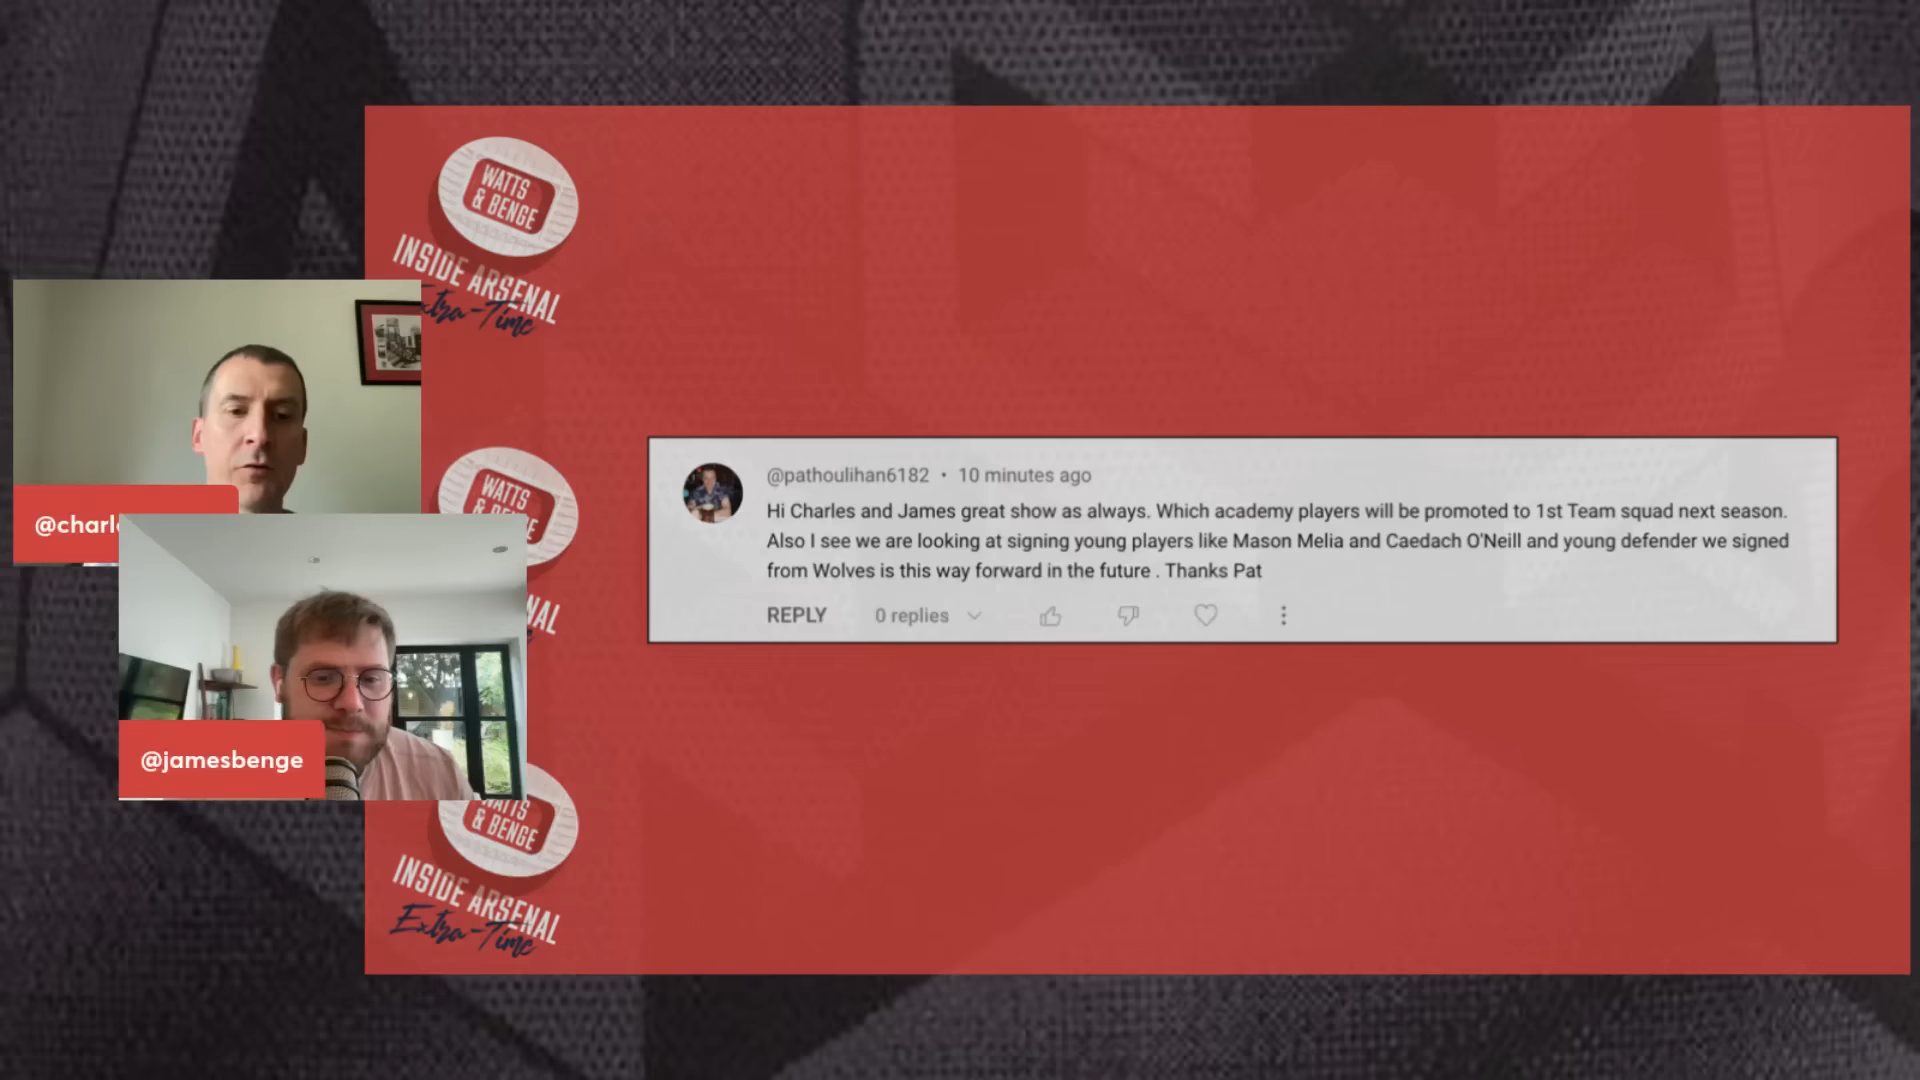 WATTS
& BENGE
INSIDE ARSENAL
Extra-Time
@charl
WATTS
NAL
@jamesbenge
WATTS
& BENGE
INSIDE ARSENAL
Extra-Time
@pathoulihan6182 • 10 minutes ago
Hi Charles and James great show as always. Which academy players will be promoted to 1st Team squad next season.
Also I see we are looking at signing young players like Mason Melia and Caedach O'Neill and young defender we signed
from Wolves is this way forward in the future . Thanks Pat
REPLY 0 replies